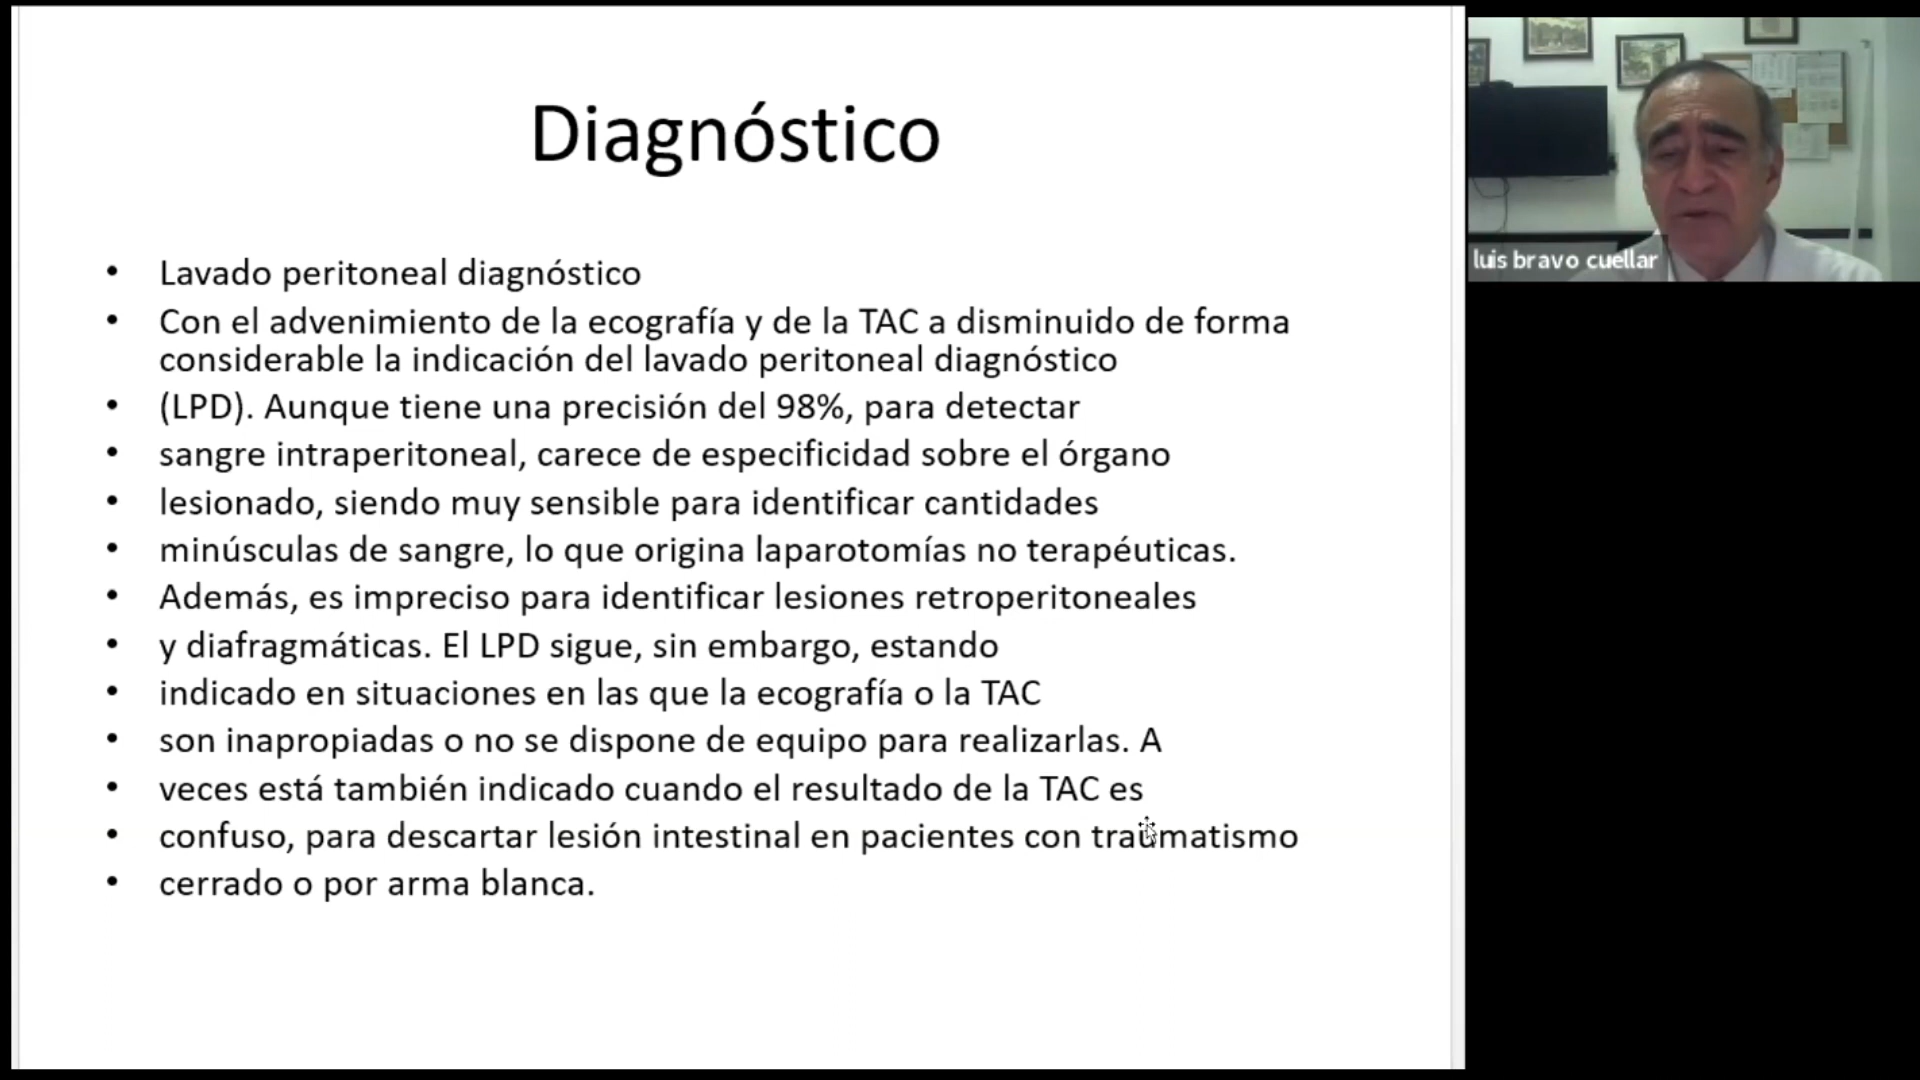 Diagnóstico
• Lavado peritoneal diagnóstico
• Con el advenimiento de la ecografía y de la TAC a disminuido de forma
considerable la indicación del lavado peritoneal diagnóstico
• (LPD). Aunque tiene una precisión del 98%, para detectar
• sangre intraperitoneal, carece de especificidad sobre el órgano
• lesionado, siendo muy sensible para identificar cantidades
• minúsculas de sangre, lo que origina laparotomías no terapéuticas.
• Además, es impreciso para identificar lesiones retroperitoneales
• y diafragmáticas. El LPD sigue, sin embargo, estando
• indicado en situaciones en las que la ecografía o la TAC
• son inapropiadas o no se dispone de equipo para realizarlas. A
• veces está también indicado cuando el resultado de la TAC es
• confuso, para descartar lesión intestinal en pacientes con traumatismo
• cerrado o por arma blanca.
luis bravo cuellar